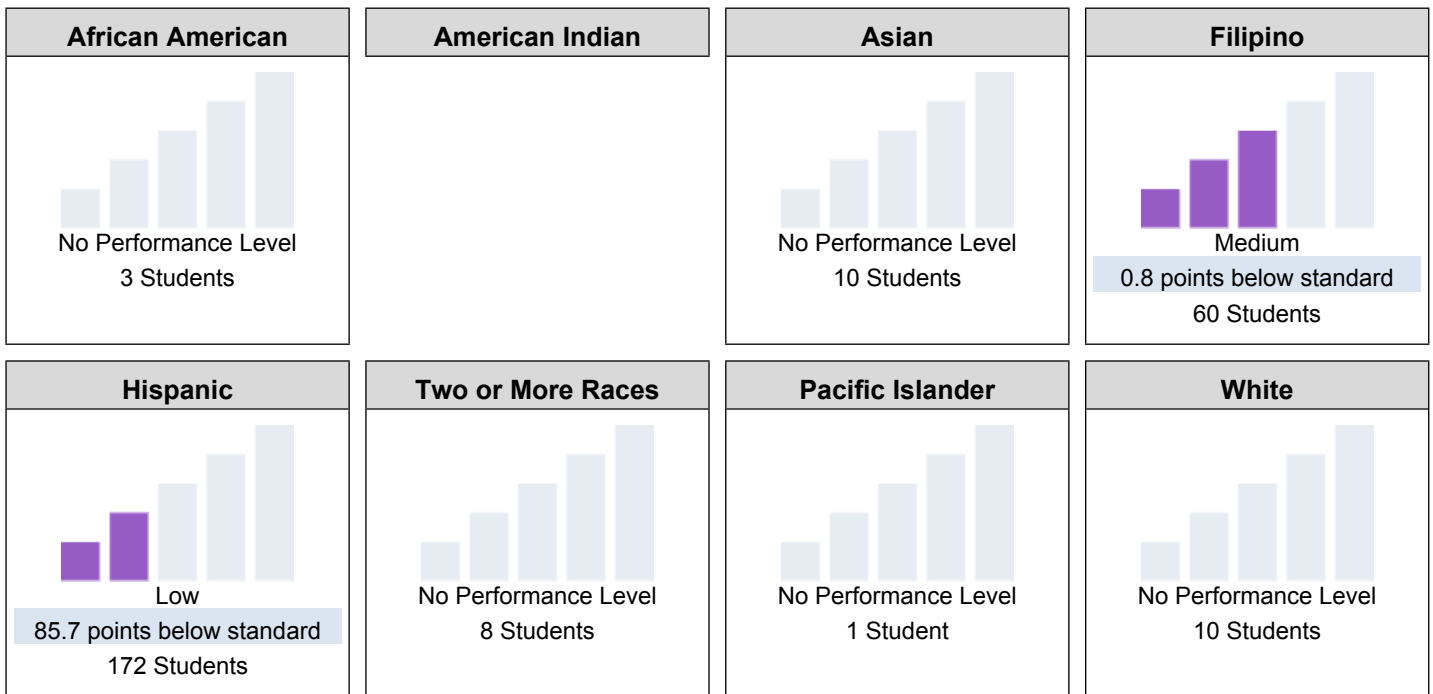 African American
No Performance Level
3 Students
American Indian
Asian
No Performance Level
10 Students
Filipino
Medium
0.8 points below standard
60 Students
Hispanic
Low
85.7 points below standard
172 Students
Two or More Races
No Performance Level
8 Students
Pacific Islander
No Performance Level
1 Student
White
No Performance Level
10 Students